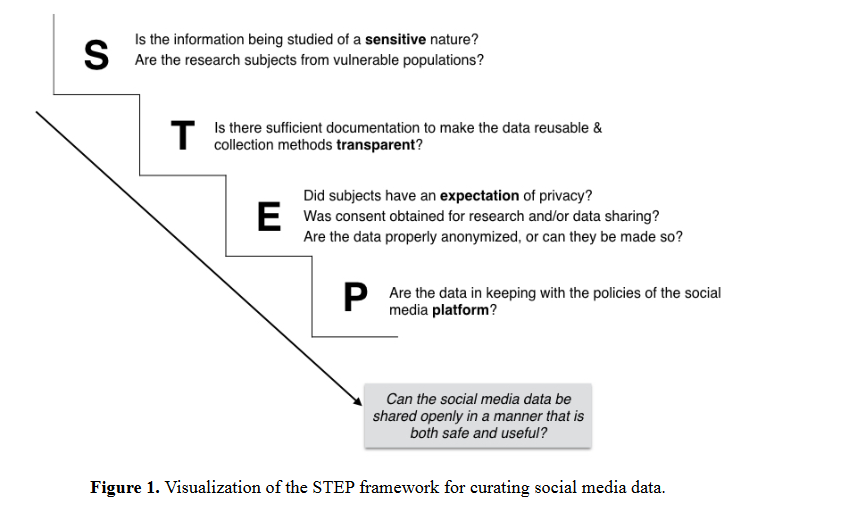 S
Is the information being studied of a sensitive nature?
Are the research subjects from vulnerable populations?
T
Is there sufficient documentation to make the data reusable &
collection methods transparent?
E
Did subjects have an expectation of privacy?
Was consent obtained for research and/or data sharing?
Are the data properly anonymized, or can they be made so?
P
Are the data in keeping with the policies of the social
media platform?
Can the social media data be
shared openly in a manner that is
both safe and useful?
Figure 1. Visualization of the STEP framework for curating social media data.